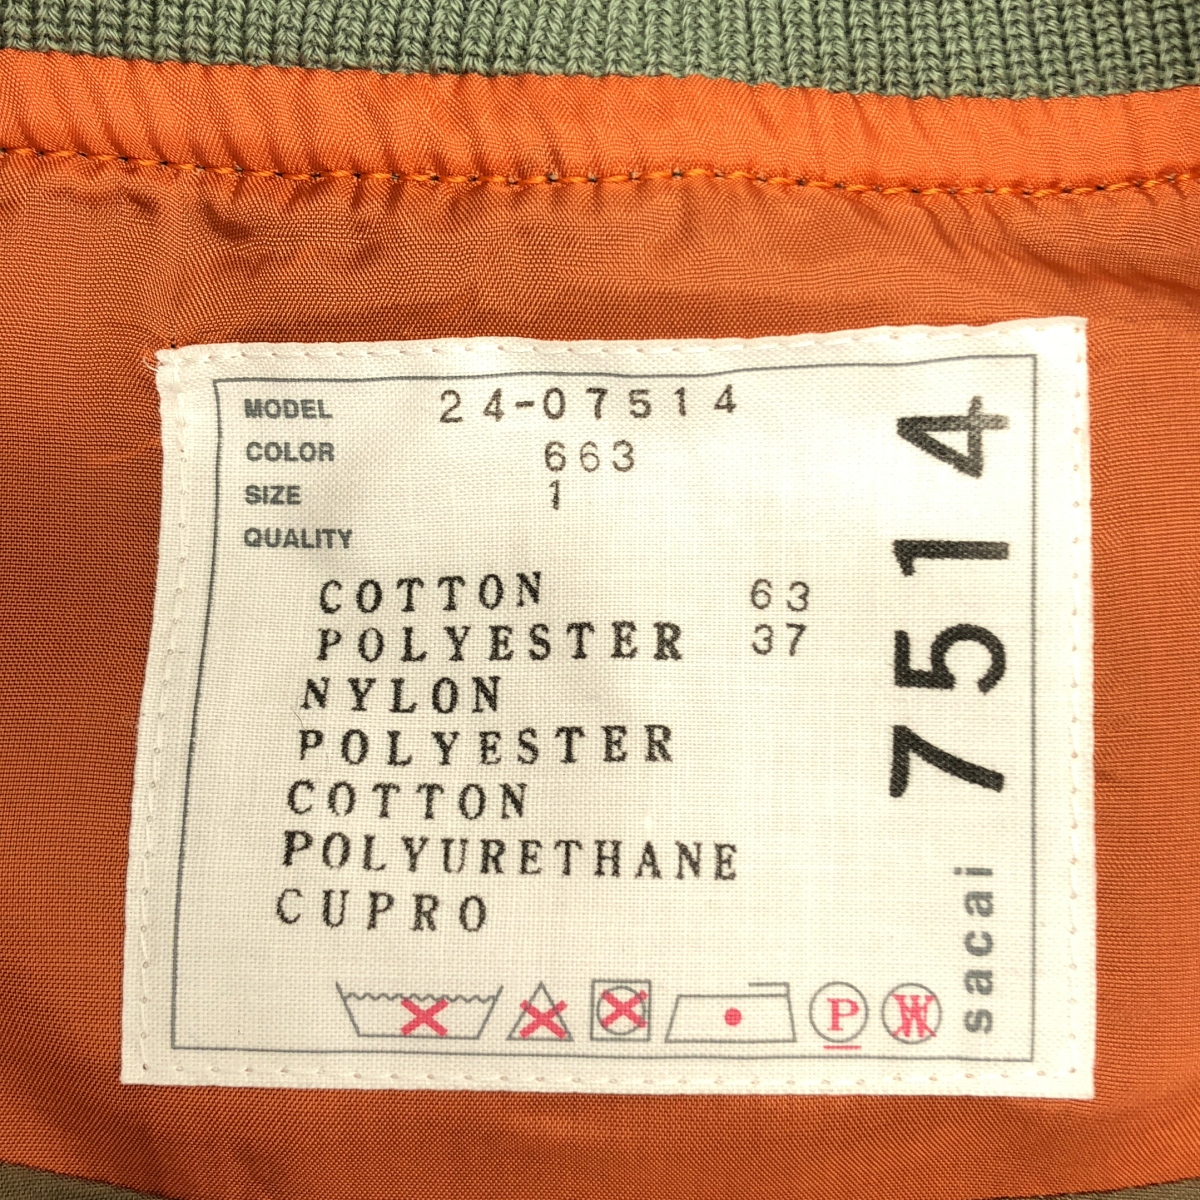 MODEL 24-07514
COLOR 663
SIZE 1
QUALITY
COTTON 63
POLYESTER 37
NYLON
POLYESTER
COTTON
POLYURETHANE
CUPRO
P W
sacai 7514